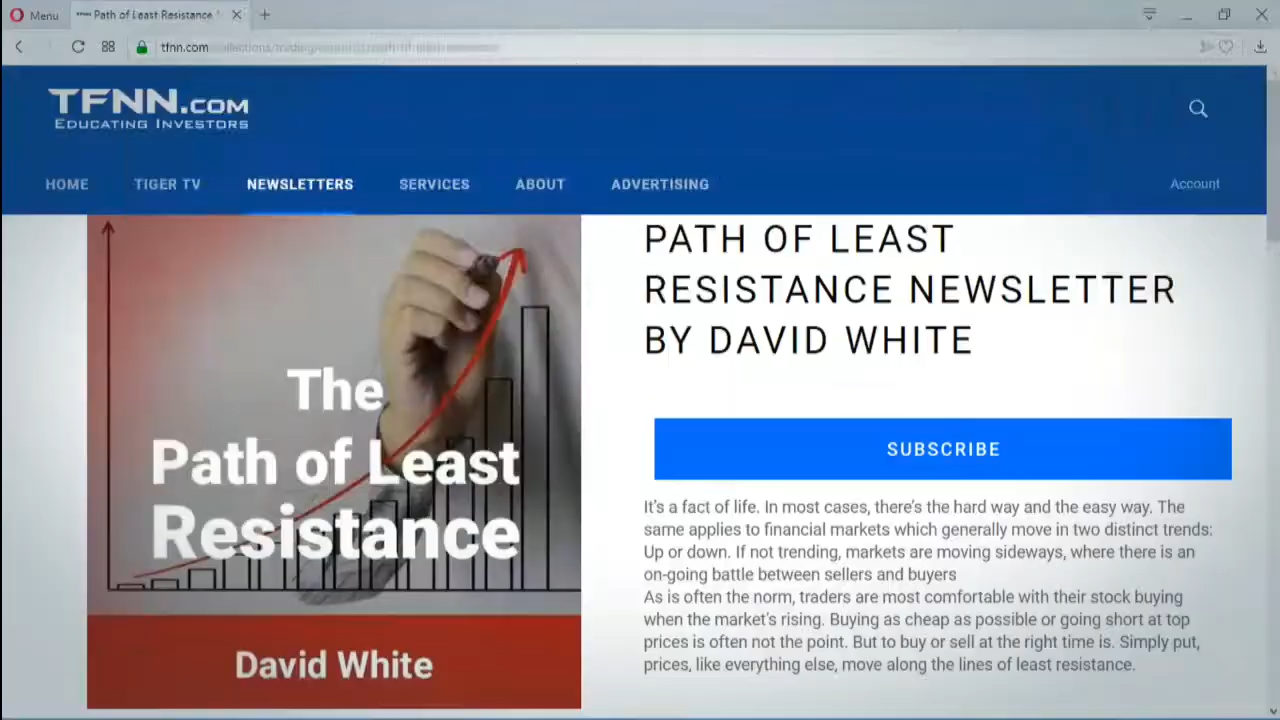 Menu
Path of Least Resistance
88
tfnn.com
TFNN.COM
EDUCATING INVESTORS
HOME TIGER TV NEWSLETTERS SERVICES ABOUT ADVERTISING Account
The
Path of Least
Resistance
David White
PATH OF LEAST
RESISTANCE NEWSLETTER
BY DAVID WHITE
SUBSCRIBE
It's a fact of life. In most cases, there's the hard way and the easy way. The
same applies to financial markets which generally move in two distinct trends:
Up or down. If not trending, markets are moving sideways, where there is an
on-going battle between sellers and buyers
As is often the norm, traders are most comfortable with their stock buying
when the market's rising. Buying as cheap as possible or going short at top
prices is often not the point. But to buy or sell at the right time is. Simply put,
prices, like everything else, move along the lines of least resistance.